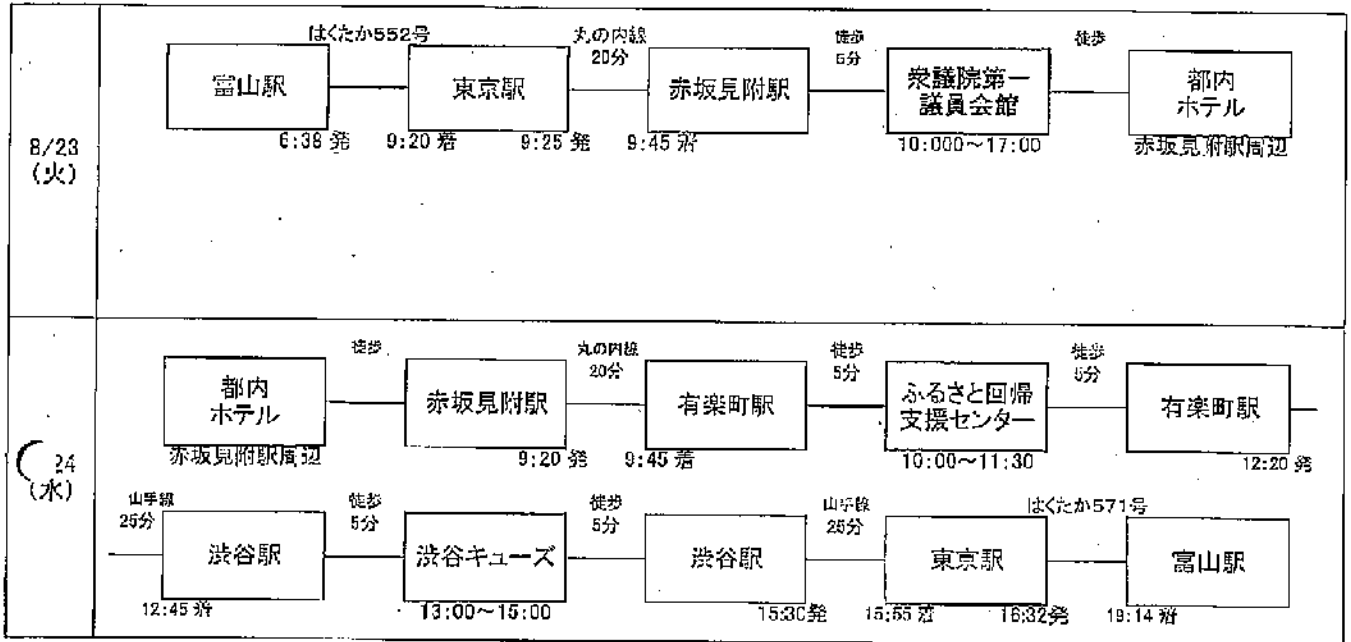 はくたか552号
丸の内線
20分
徒歩
5分
徒歩
8/23
(火)
富山駅
東京駅
赤坂見附駅
衆議院第一
議員会館
都内
ホテル
6:38 発
9:20 着
9:25 発
9:45 着
10:000~17:00
赤坂見附駅周辺
24
(水)
徒歩
丸の内線
20分
徒歩
5分
徒歩
5分
都内
ホテル
赤坂見附駅
有楽町駅
ふるさと回帰
支援センター
有楽町駅
赤坂見附駅周辺
9:20 発
9:45 着
10:00~11:30
12:20 発
山手線
25分
徒歩
5分
徒歩
5分
山手線
25分
はくたか571号
渋谷駅
渋谷キューズ
渋谷駅
東京駅
富山駅
12:45 着
13:00~15:00
15:30発
15:55 着
16:32発
19:14 着